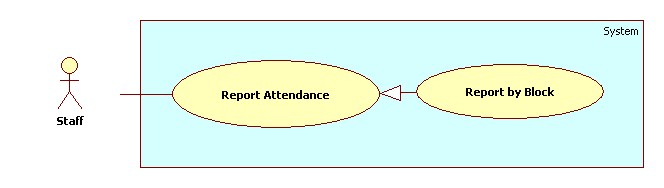 System
Report Attendance
Report by Block
Staff